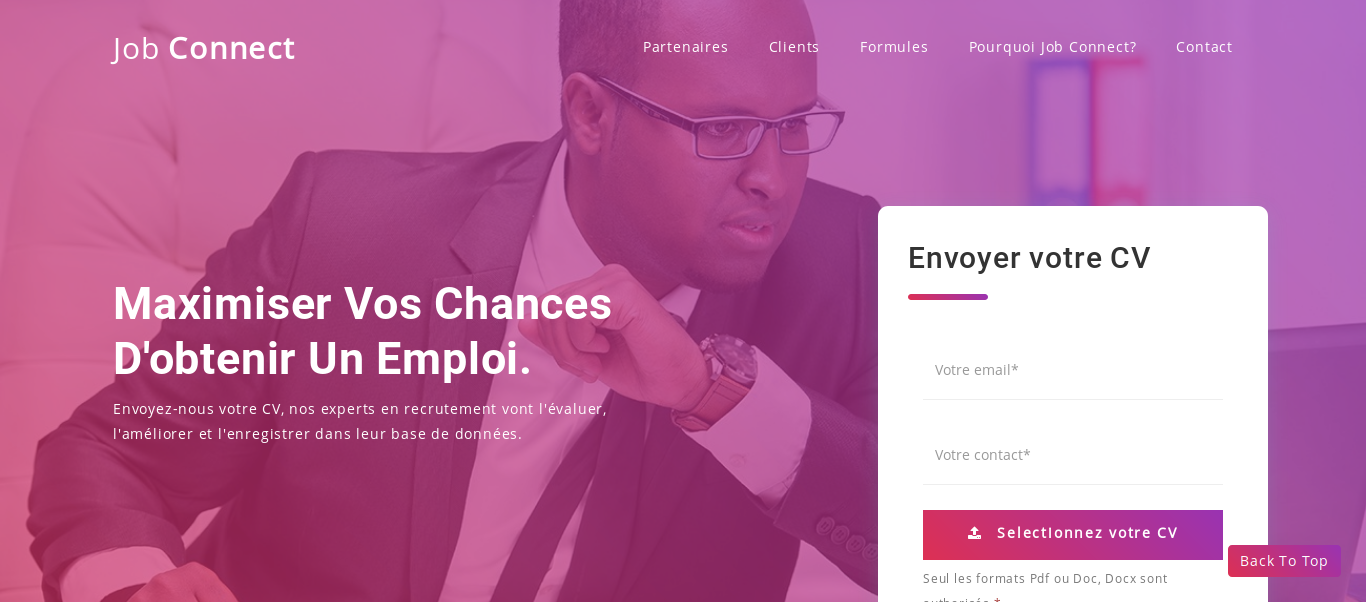 Job Connect
Partenaires
Clients
Formules
Pourquoi Job Connect?
Contact
Maximiser Vos Chances
D'obtenir Un Emploi.
Envoyez-nous votre CV, nos experts en recrutement vont l'évaluer,
l'améliorer et l'enregistrer dans leur base de données.
Envoyer votre CV
Votre email*
Votre contact*
Selectionnez votre CV
Seul les formats Pdf ou Doc, Docx sont
Back To Top